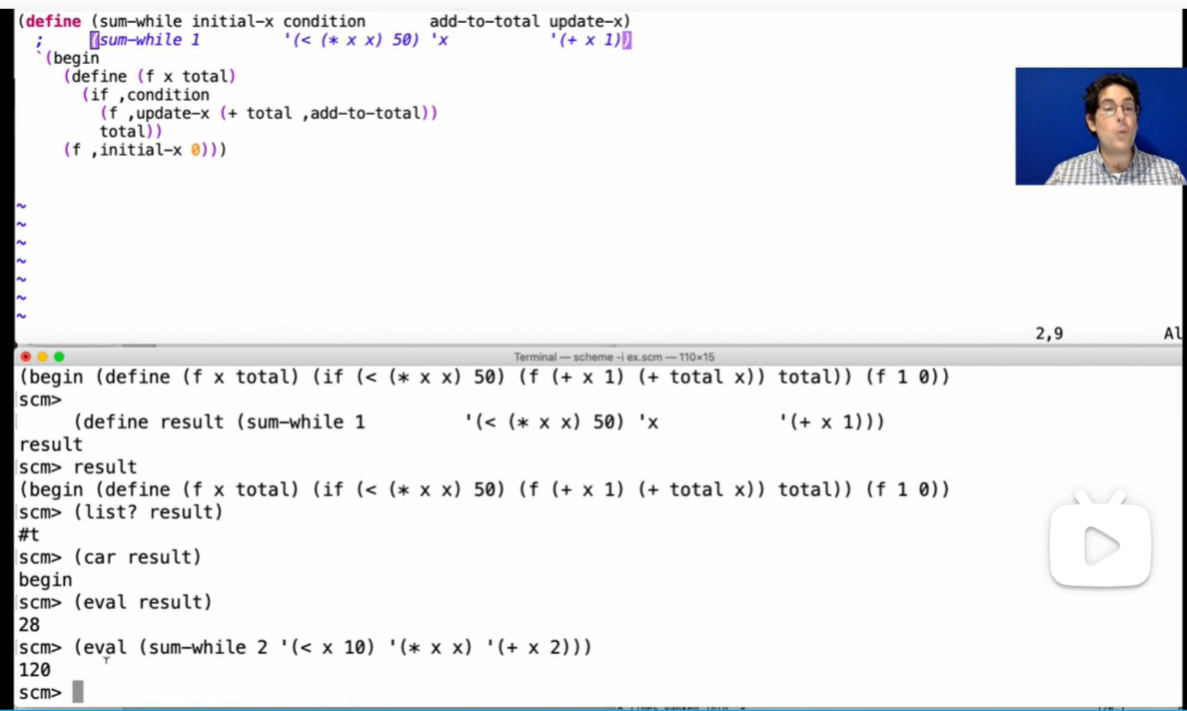 (define (sum-while initial-x condition       add-to-total update-x)
  ;     (sum-while 1         '(< (* x x) 50) 'x           '(+ x 1))
  `(begin
     (define (f x total)
       (if ,condition
         (f ,update-x (+ total ,add-to-total))
         total))
     (f ,initial-x 0)))
~
~
~
~
~
~
~
2,9 Al
Terminal — scheme -i ex.scm — 110×15
(begin (define (f x total) (if (< (* x x) 50) (f (+ x 1) (+ total x)) total)) (f 1 0))
scm>
     (define result (sum-while 1         '(< (* x x) 50) 'x           '(+ x 1)))
result
scm> result
(begin (define (f x total) (if (< (* x x) 50) (f (+ x 1) (+ total x)) total)) (f 1 0))
scm> (list? result)
#t
scm> (car result)
begin
scm> (eval result)
28
scm> (eval (sum-while 2 '(< x 10) '(* x x) '(+ x 2)))
120
scm>